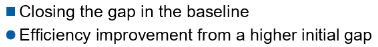 Closing the gap in the baseline
Efficiency improvement from a higher initial gap